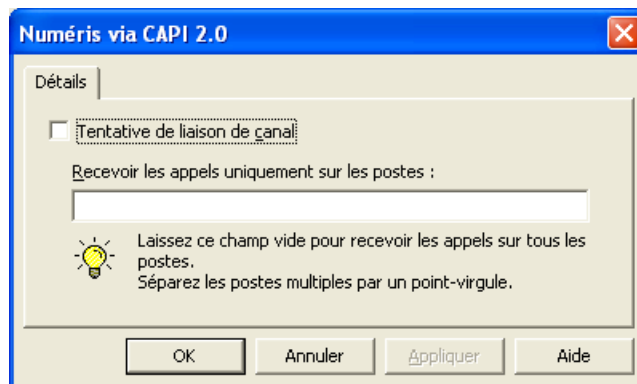 Numéris via CAPI 2.0
Détails
Tentative de liaison de canal
Recevoir les appels uniquement sur les postes :
Laissez ce champ vide pour recevoir les appels sur tous les
postes.
Séparez les postes multiples par un point-virgule.
OK Annuler Appliquer Aide